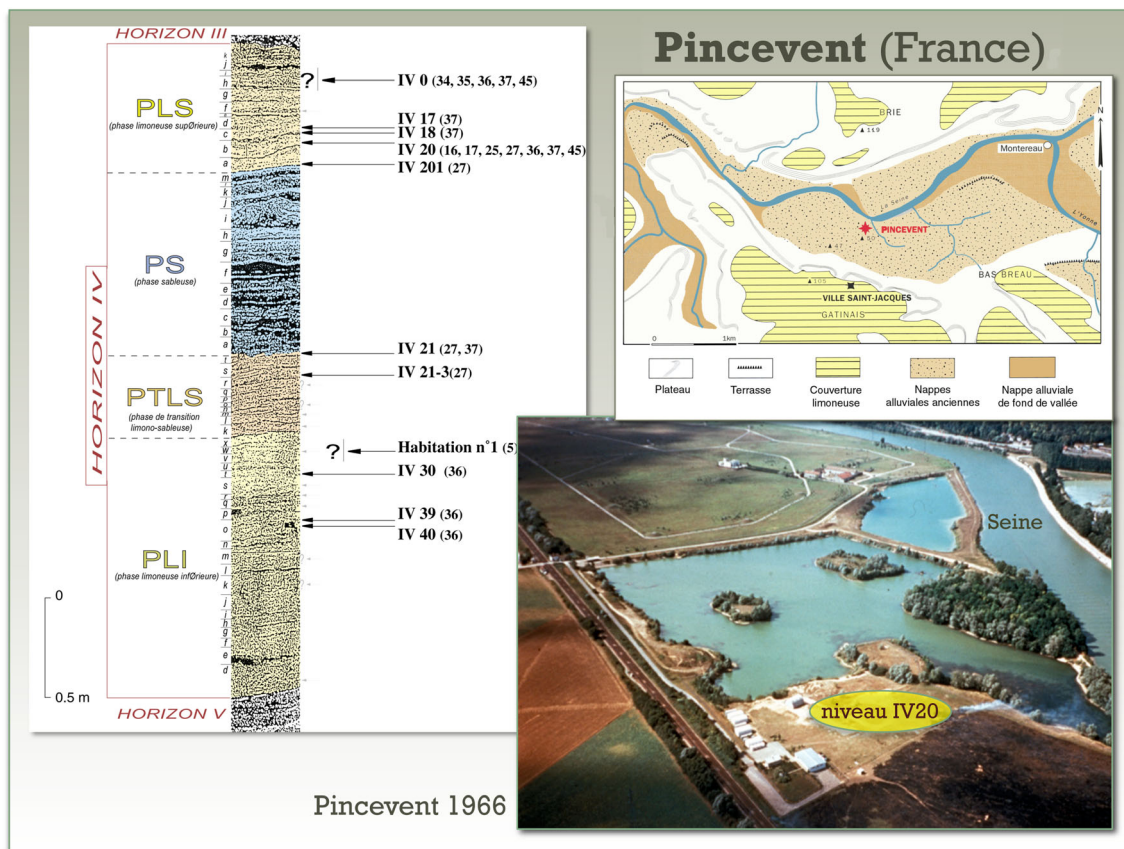 HORIZON III
PLS
(phase limoneuse supØrieure)
PS
(phase sableuse)
HORIZON IV
PTLS
(phase de transition
limono-sableuse)
PLI
(phase limoneuse infØrieure)
0
0.5 m
HORIZON V
j
h
g
f
d
c
b
a
m
k
j
i
h
g
f
e
d
c
b
a
s
r
q
k
x
w
v
u
s
r
q
p
o
n
m
l
k
j
h
g
f
e
d
?
IV 0 (34, 35, 36, 37, 45)
IV 17 (37)
IV 18 (37)
IV 20 (16, 17, 25, 27, 36, 37, 45)
IV 201 (27)
IV 21 (27, 37)
IV 21-3(27)
?
Habitation n°1 (5)
IV 30 (36)
IV 39 (36)
IV 40 (36)
Pincevent 1966
Pincevent (France)
BRIE
119
N
Montereau
La Seine
L'Yonne
PINCEVENT
BAS BREAU
105
VILLE SAINT-JACQUES
GATINAIS
0 1km
Plateau
Terrasse
Couverture
limoneuse
Nappes
alluviales anciennes
Nappe alluviale
de fond de vallée
Seine
niveau IV20